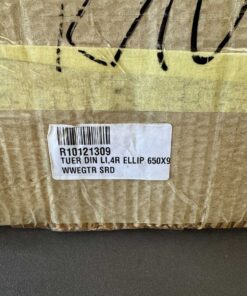 R10121309
TUER DIN LI,4R ELLIP 650X9
WWEGTR SRD